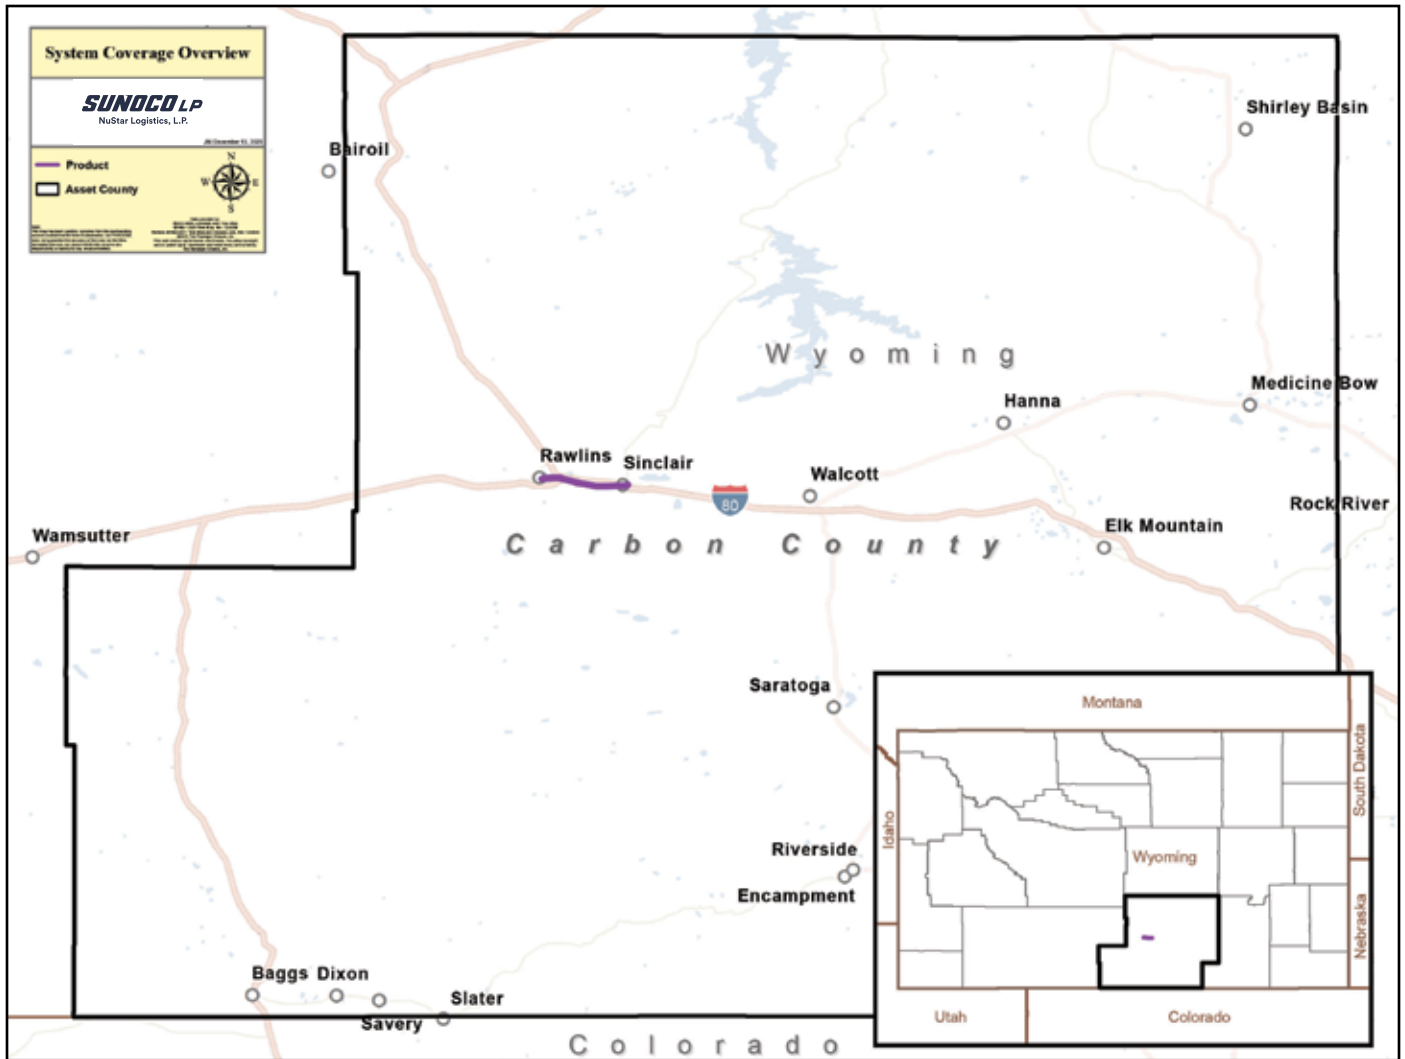 System Coverage Overview
SUNOCO LP
NuStar Logistics, L.P.
Product
Asset County
N
W E
S
Shirley Basin
Bairoil
Wyoming
Medicine Bow
Hanna
Rawlins
Sinclair
Walcott
80
Rock River
Elk Mountain
Wamsutter
Carbon County
Saratoga
Riverside
Encampment
Baggs
Dixon
Savery
Slater
Colorado
Montana
Idaho
South Dakota
Wyoming
Nebraska
Utah
Colorado